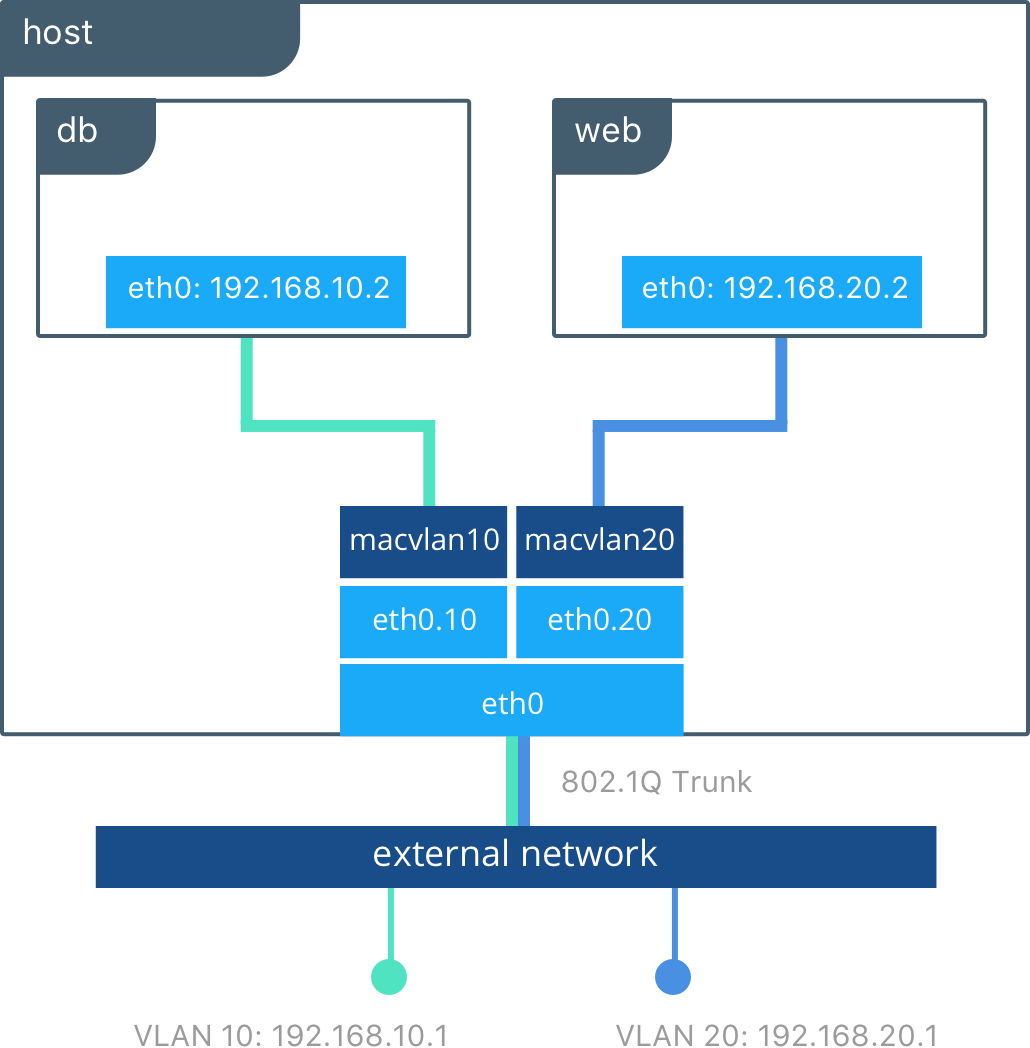 host
db
web
eth0: 192.168.10.2
eth0: 192.168.20.2
macvlan10
macvlan20
eth0.10
eth0.20
eth0
802.1Q Trunk
external network
VLAN 10: 192.168.10.1
VLAN 20: 192.168.20.1